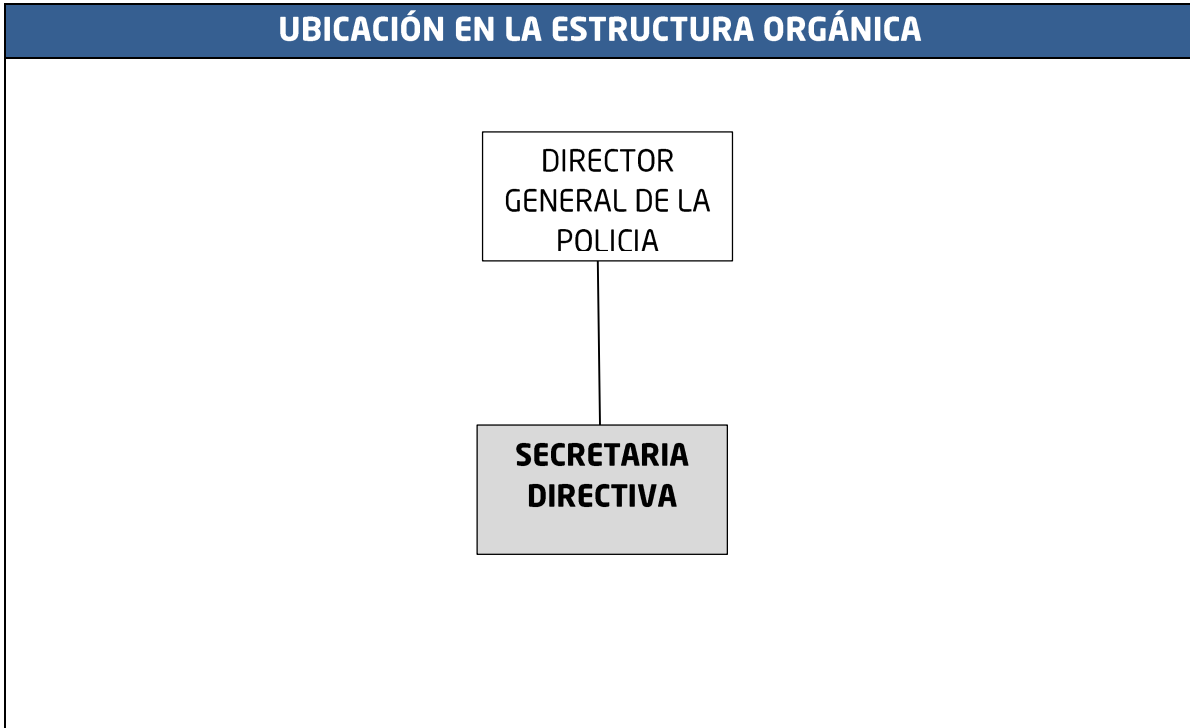 UBICACIÓN EN LA ESTRUCTURA ORGÁNICA
DIRECTOR
GENERAL DE LA
POLICIA
SECRETARIA
DIRECTIVA